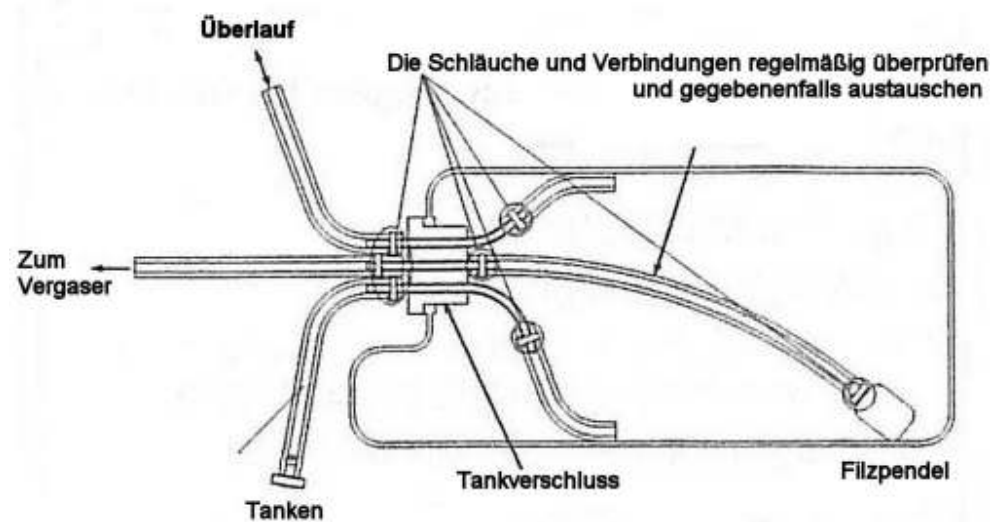 Überlauf
Die Schläuche und Verbindungen regelmäßig überprüfen
und gegebenenfalls austauschen
Zum
Vergaser
Tankverschluss
Filzpendel
Tanken